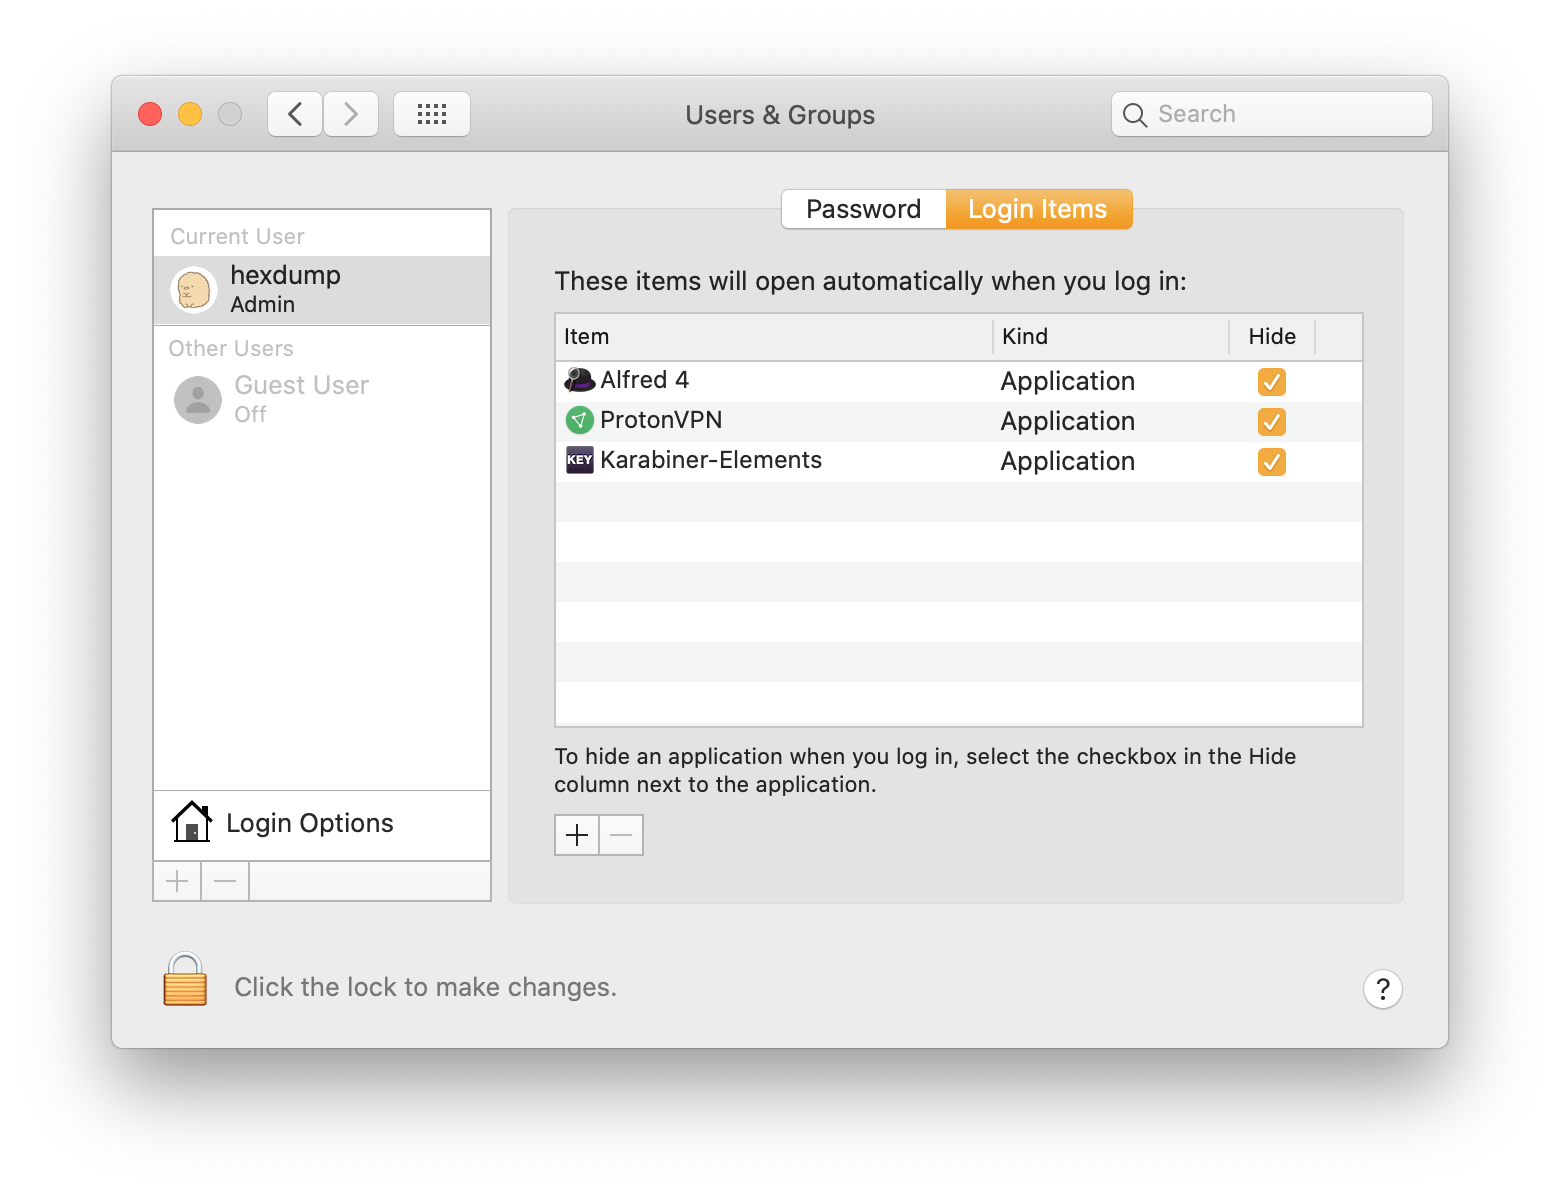 Users & Groups
Search
Password
Login Items
Current User
hexdump
Admin
Other Users
Guest User
Off
Login Options
These items will open automatically when you log in:
Item Kind Hide
Alfred 4 Application
ProtonVPN Application
KEY Karabiner-Elements Application
To hide an application when you log in, select the checkbox in the Hide
column next to the application.
Click the lock to make changes.
?